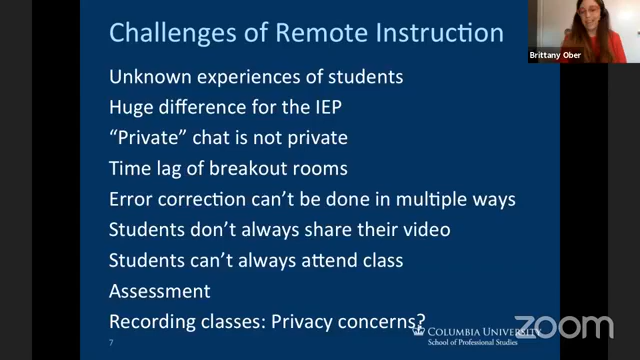 Challenges of Remote Instruction
Brittany Ober
Unknown experiences of students
Huge difference for the IEP
“Private” chat is not private
Time lag of breakout rooms
Error correction can’t be done in multiple ways
Students don’t always share their video
Students can’t always attend class
Assessment
Recording classes: Privacy concerns?
7
COLUMBIA UNIVERSITY
School of Professional Studies
zoom